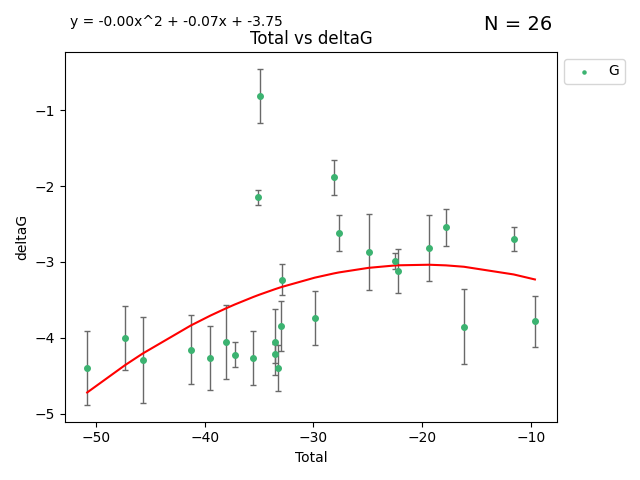 y = -0.00x^2 + -0.07x + -3.75
N = 26
Total vs deltaG
G
−1
−2
−3
−4
−5
deltaG
−50 −40 −30 −20 −10
Total